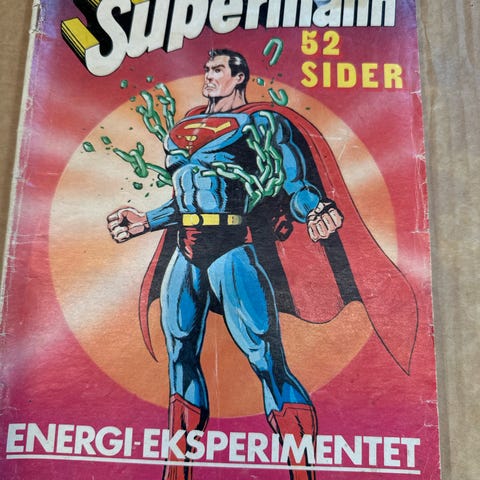 Supermann
52
SIDER
ENERGI-EKSPERIMENTET